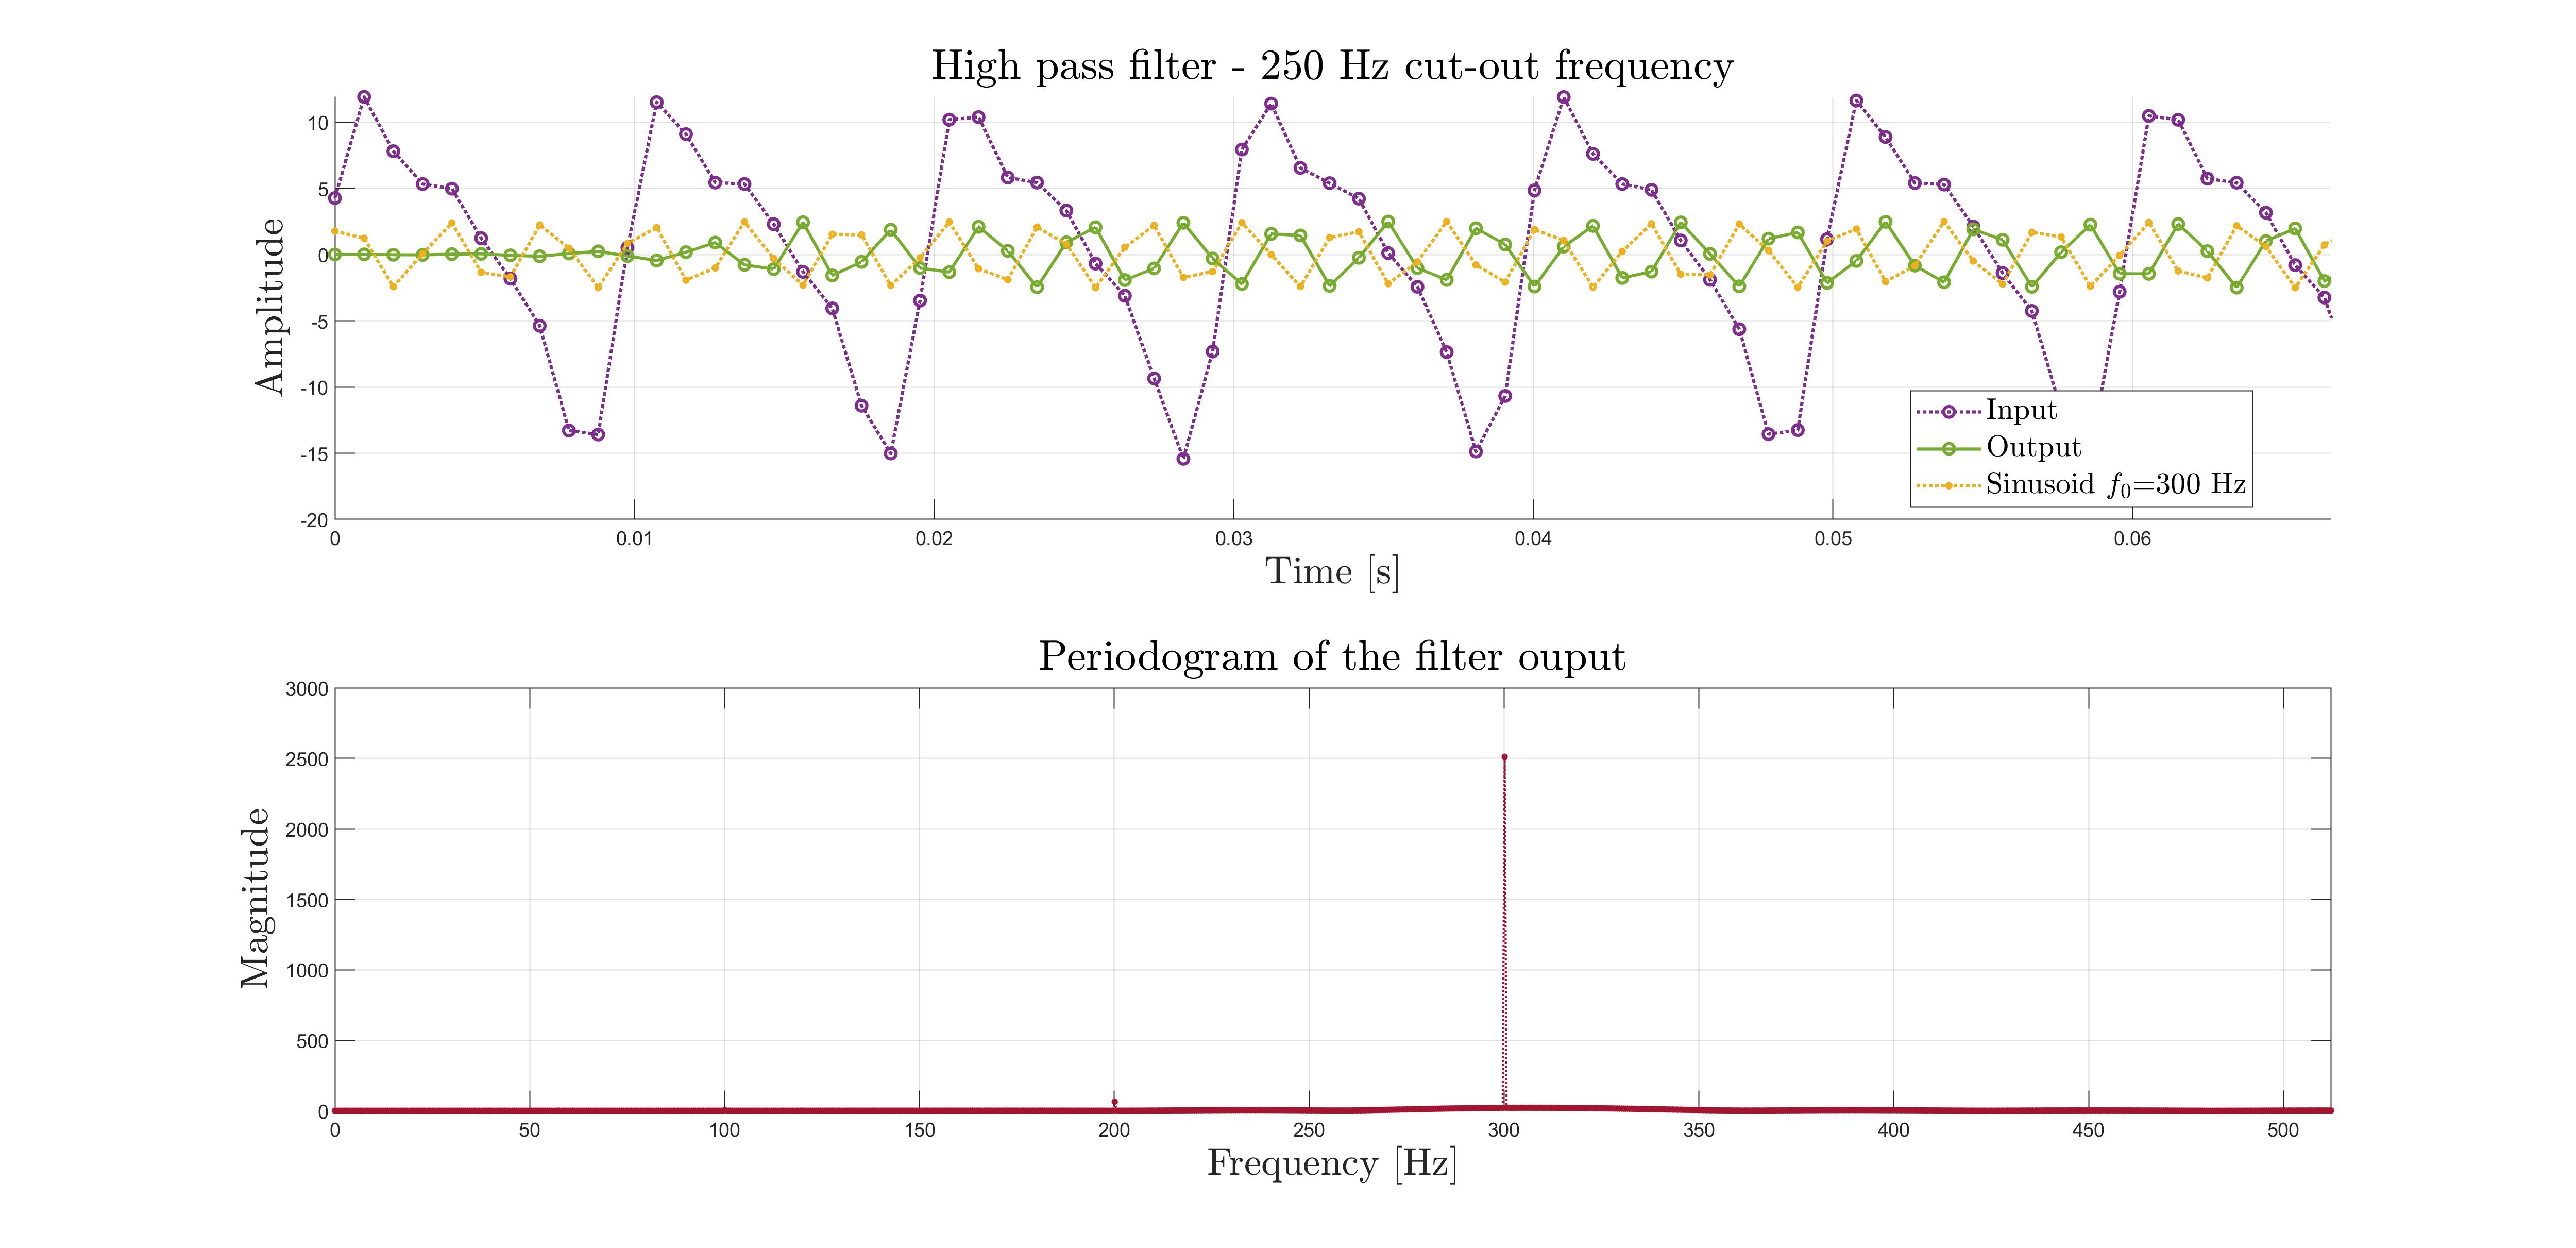 High pass filter - 250 Hz cut-out frequency
10
5
0
-5
-10
-15
-20
Amplitude
0 0.01 0.02 0.03 0.04 0.05 0.06
Time [s]
Input
Output
Sinusoid f0=300 Hz
Periodogram of the filter ouput
3000
2500
2000
1500
1000
500
0
Magnitude
0 50 100 150 200 250 300 350 400 450 500
Frequency [Hz]